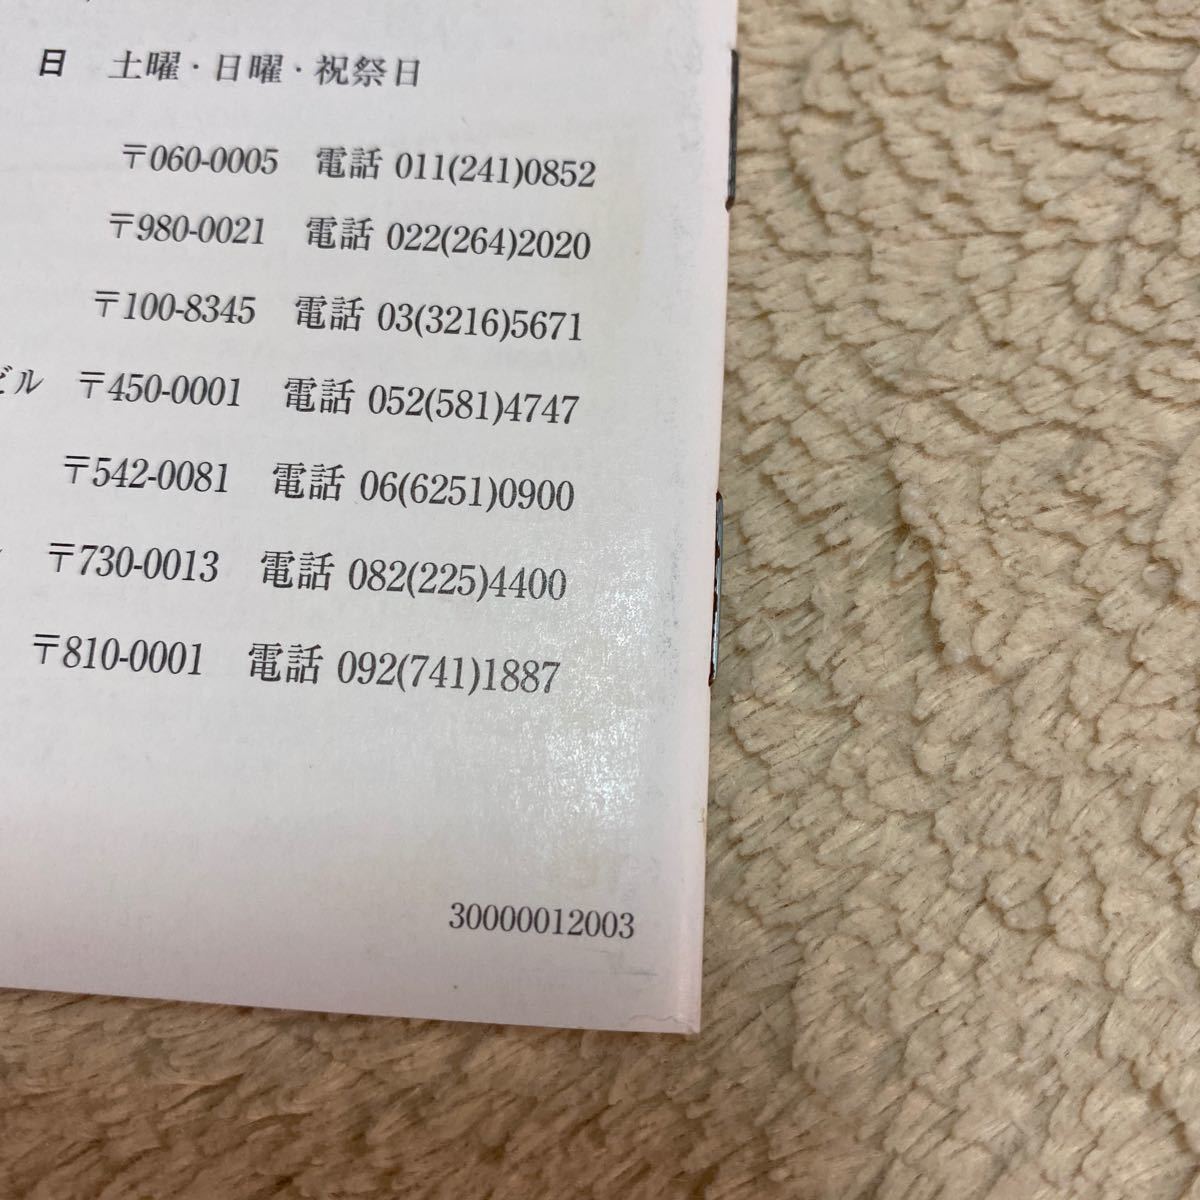 日 土曜・日曜・祝祭日
〒060-0005 電話 011(241)0852
〒980-0021 電話 022(264)2020
〒100-8345 電話 03(3216)5671
ビル 〒450-0001 電話 052(581)4747
〒542-0081 電話 06(6251)0900
〒730-0013 電話 082(225)4400
〒810-0001 電話 092(741)1887
30000012003